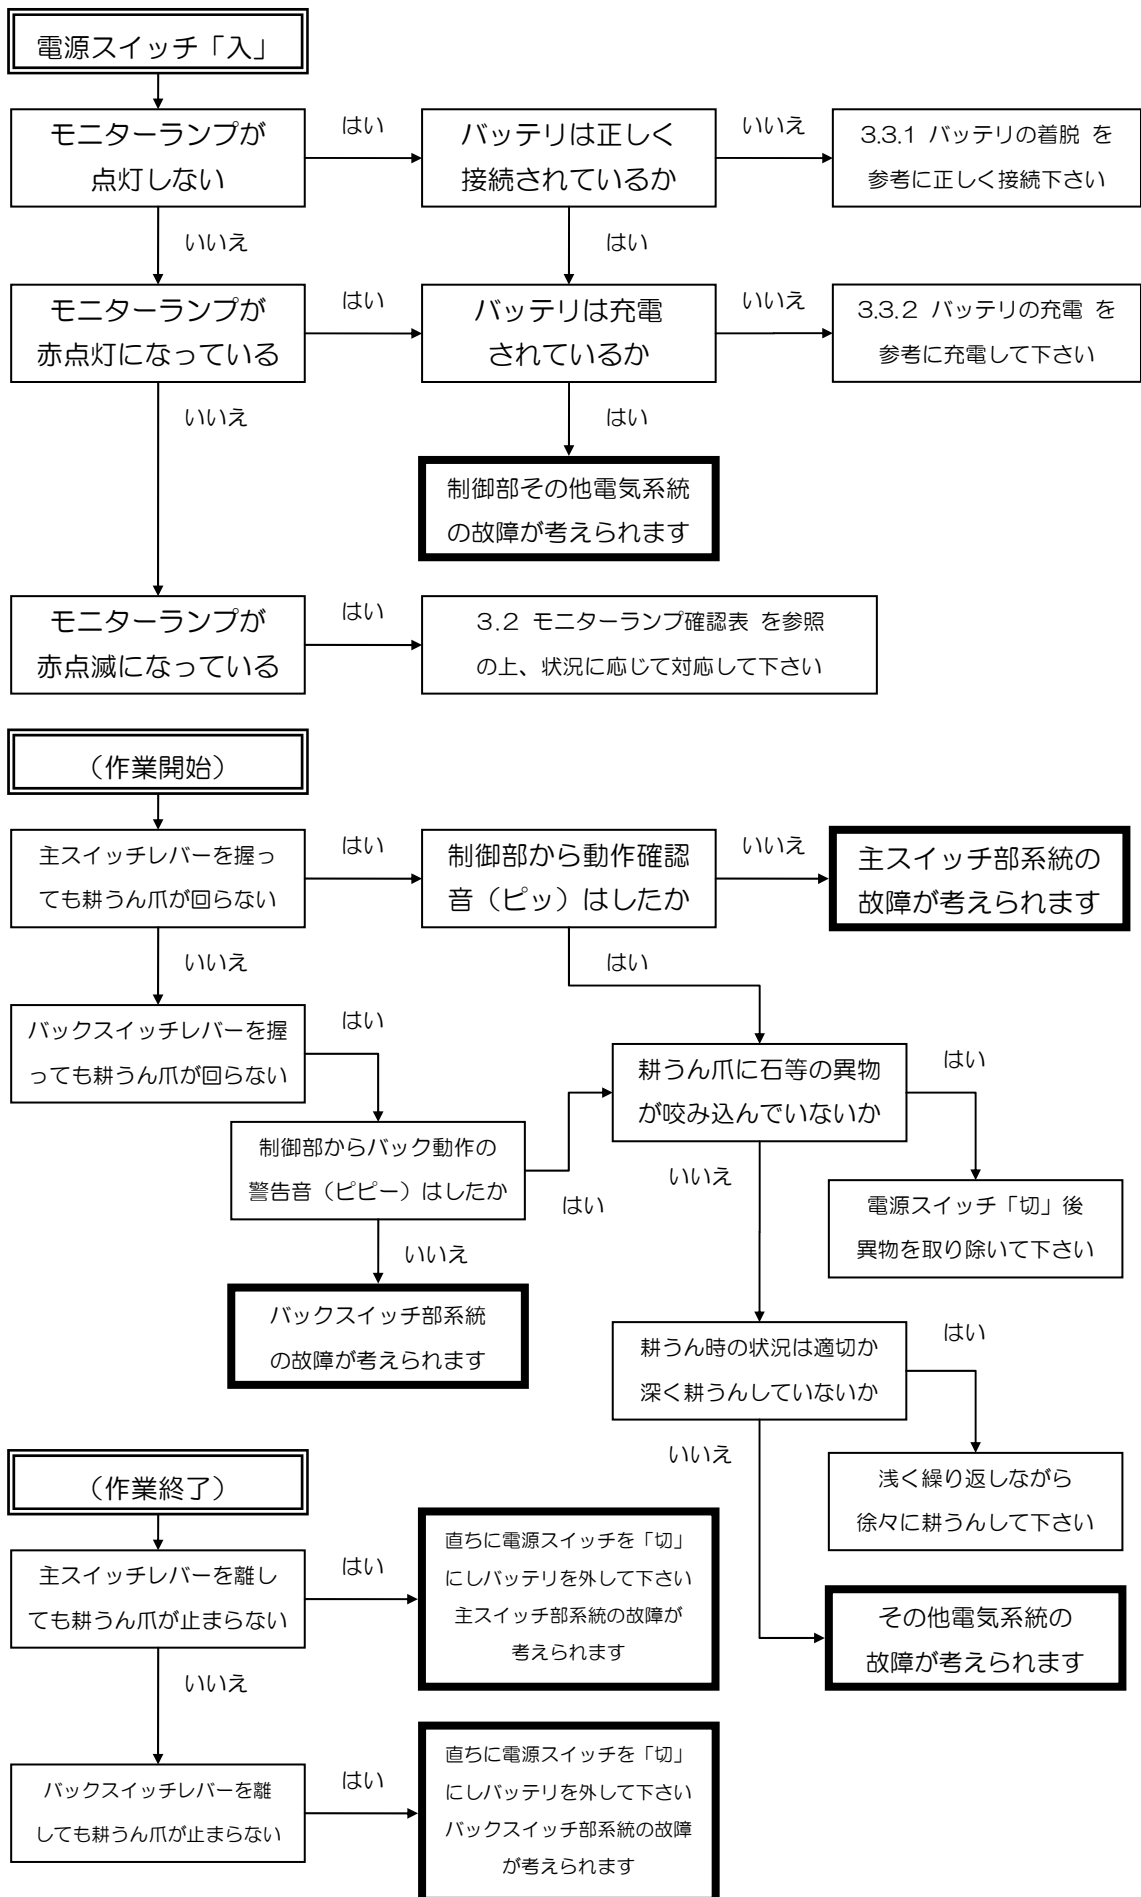 電源スイッチ「入」
モニターランプが
点灯しない
はい
バッテリは正しく
接続されているか
いいえ
3.3.1 バッテリの着脱 を
参考に正しく接続下さい
いいえ
はい
モニターランプが
赤点灯になっている
はい
バッテリは充電
されているか
いいえ
3.3.2 バッテリの充電 を
参考に充電して下さい
いいえ
はい
制御部その他電気系統
の故障が考えられます
モニターランプが
赤点滅になっている
はい
3.2 モニターランプ確認表 を参照
の上、状況に応じて対応して下さい
（作業開始）
主スイッチレバーを握っ
ても耕うん爪が回らない
はい
制御部から動作確認
音（ピッ）はしたか
いいえ
主スイッチ部系統の
故障が考えられます
いいえ
はい
バックスイッチレバーを握
っても耕うん爪が回らない
はい
耕うん爪に石等の異物
が咬み込んでいないか
はい
制御部からバック動作の
警告音（ピピー）はしたか
はい
いいえ
電源スイッチ「切」後
異物を取り除いて下さい
いいえ
バックスイッチ部系統
の故障が考えられます
耕うん時の状況は適切か
深く耕うんしていないか
はい
いいえ
浅く繰り返しながら
徐々に耕うんして下さい
その他電気系統の
故障が考えられます
（作業終了）
主スイッチレバーを離し
ても耕うん爪が止まらない
はい
直ちに電源スイッチを「切」
にしバッテリを外して下さい
主スイッチ部系統の故障が
考えられます
いいえ
バックスイッチレバーを離
しても耕うん爪が止まらない
はい
直ちに電源スイッチを「切」
にしバッテリを外して下さい
バックスイッチ部系統の故障
が考えられます